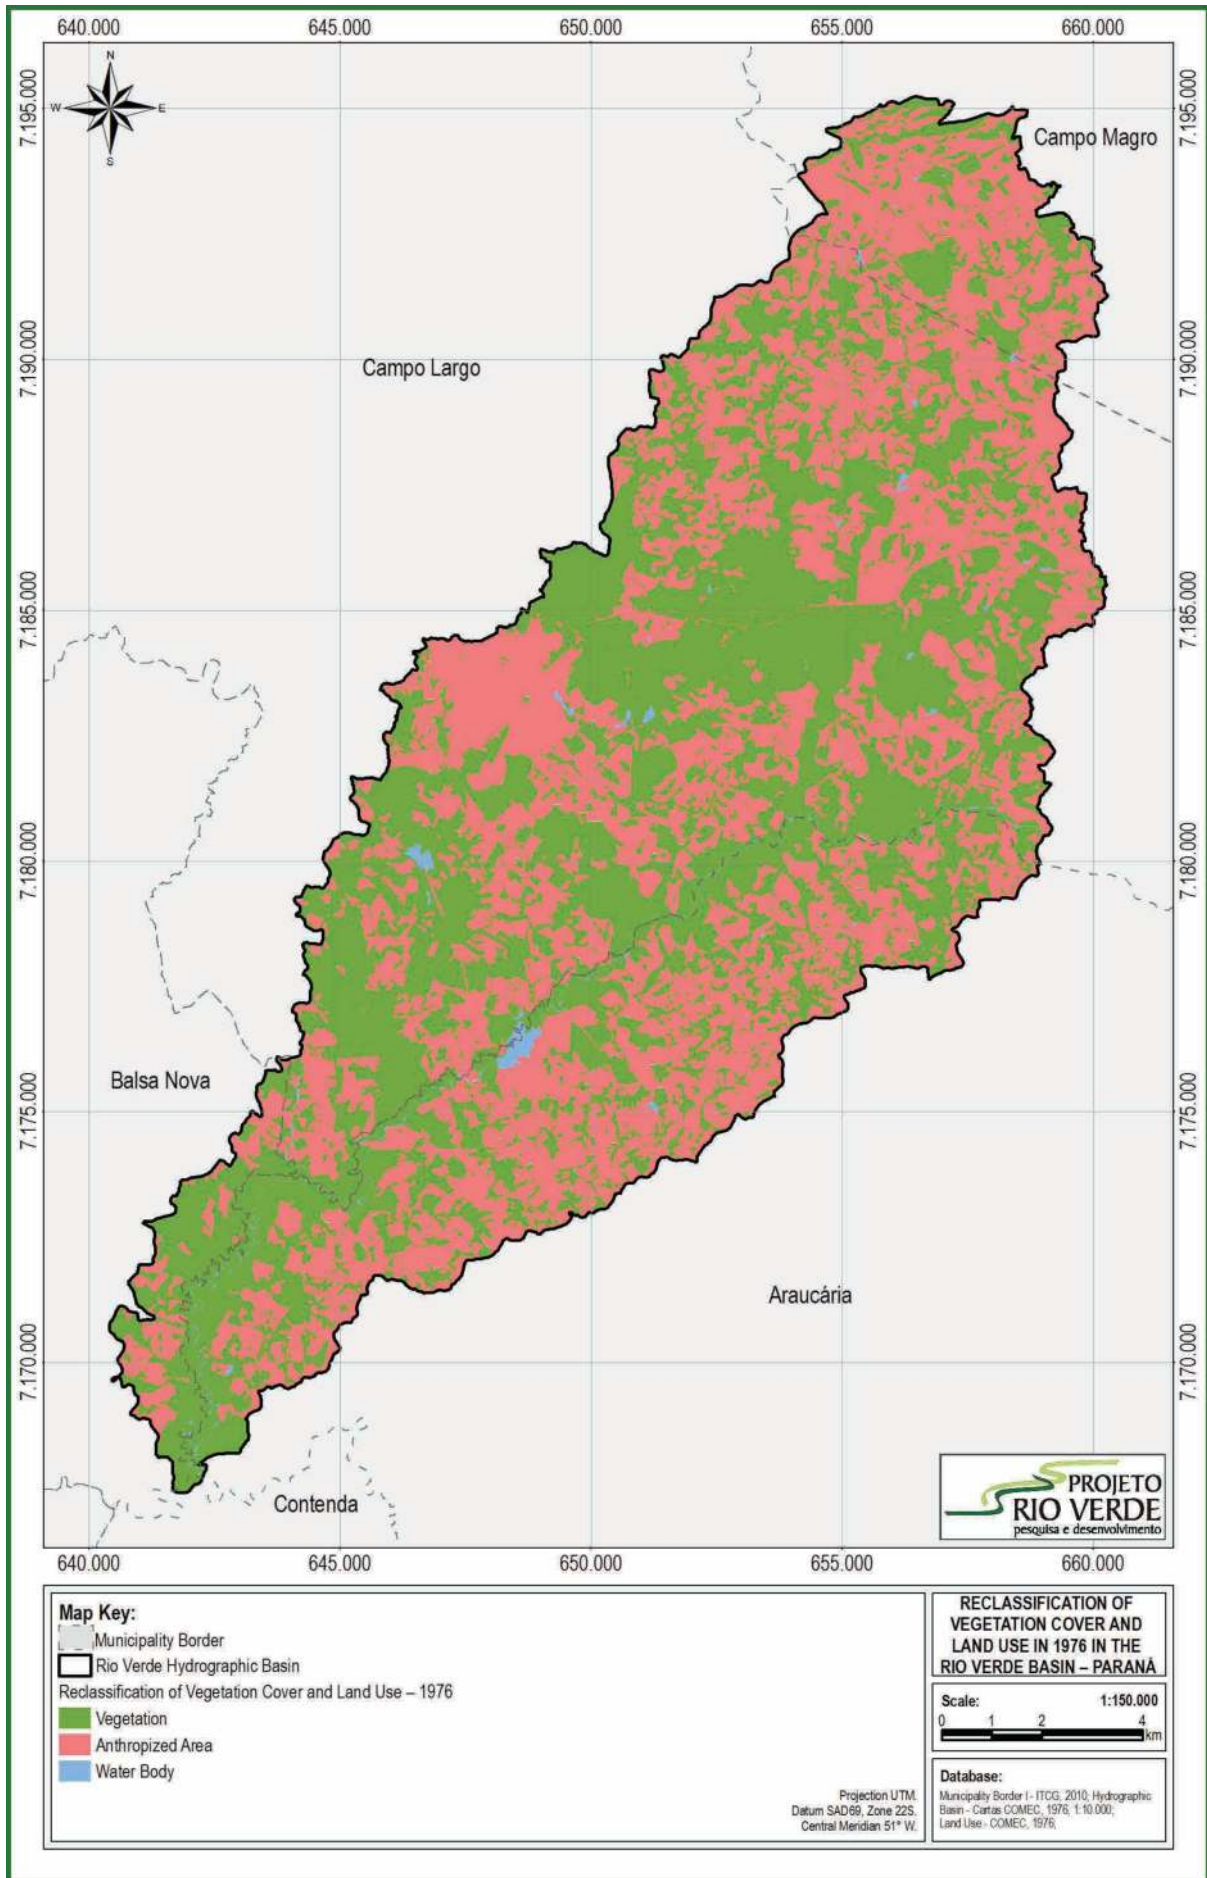 640.000 645.000 650.000 655.000 660.000
N
W E
S
7.195.000 7.195.000
Campo Magro
7.190.000 7.190.000
Campo Largo
7.185.000 7.185.000
7.180.000 7.180.000
Balsa Nova
7.175.000 7.175.000
Araucária
7.170.000 7.170.000
Contenda
PROJETO
RIO VERDE
pesquisa e desenvolvimento
640.000 645.000 650.000 655.000 660.000
Map Key:
Municipality Border
Rio Verde Hydrographic Basin
Reclassification of Vegetation Cover and Land Use – 1976
Vegetation
Anthropized Area
Water Body
Projection UTM.
Datum SAD69, Zone 22S.
Central Meridian 51° W.
RECLASSIFICATION OF
VEGETATION COVER AND
LAND USE IN 1976 IN THE
RIO VERDE BASIN – PARANÁ
Scale: 1:150.000
0 1 2 4
km
Database:
Municipality Border I - ITCG, 2010; Hydrographic
Basin - Cartas COMEC, 1976, 1:10.000;
Land Use - COMEC, 1976;